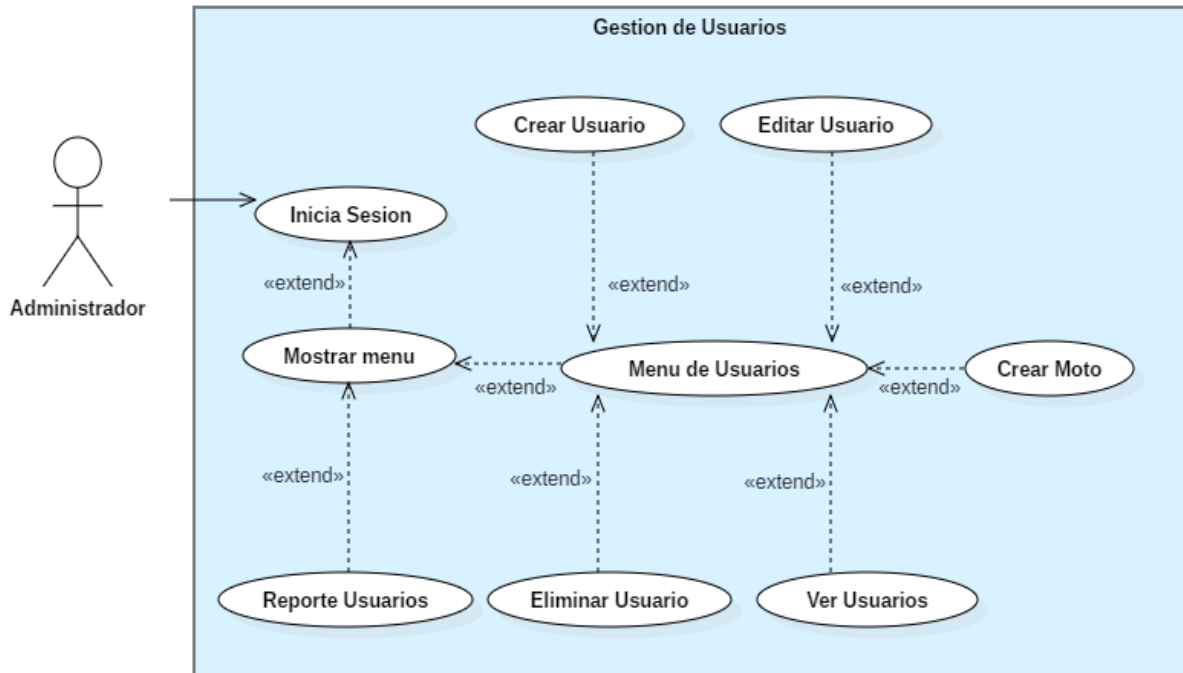 Gestion de Usuarios
Crear Usuario
Editar Usuario
Inicia Sesion
«extend»
«extend»
«extend»
Administrador
Mostrar menu
Menu de Usuarios
Crear Moto
«extend»
«extend»
«extend»
«extend»
«extend»
Reporte Usuarios
Eliminar Usuario
Ver Usuarios